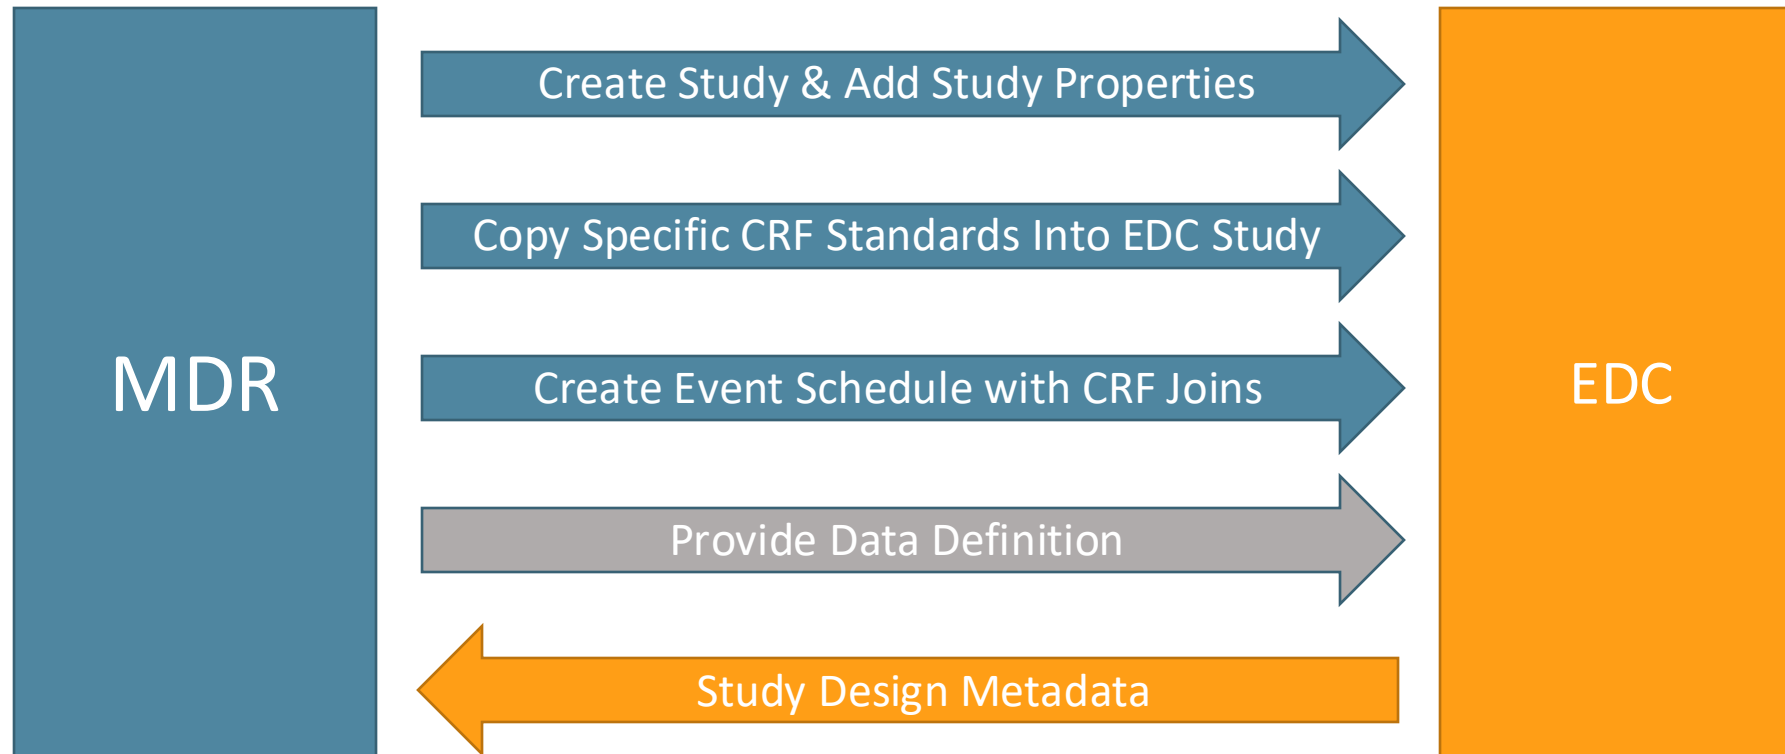 MDR
Create Study & Add Study Properties
Copy Specific CRF Standards Into EDC Study
Create Event Schedule with CRF Joins
Provide Data Definition
Study Design Metadata
EDC